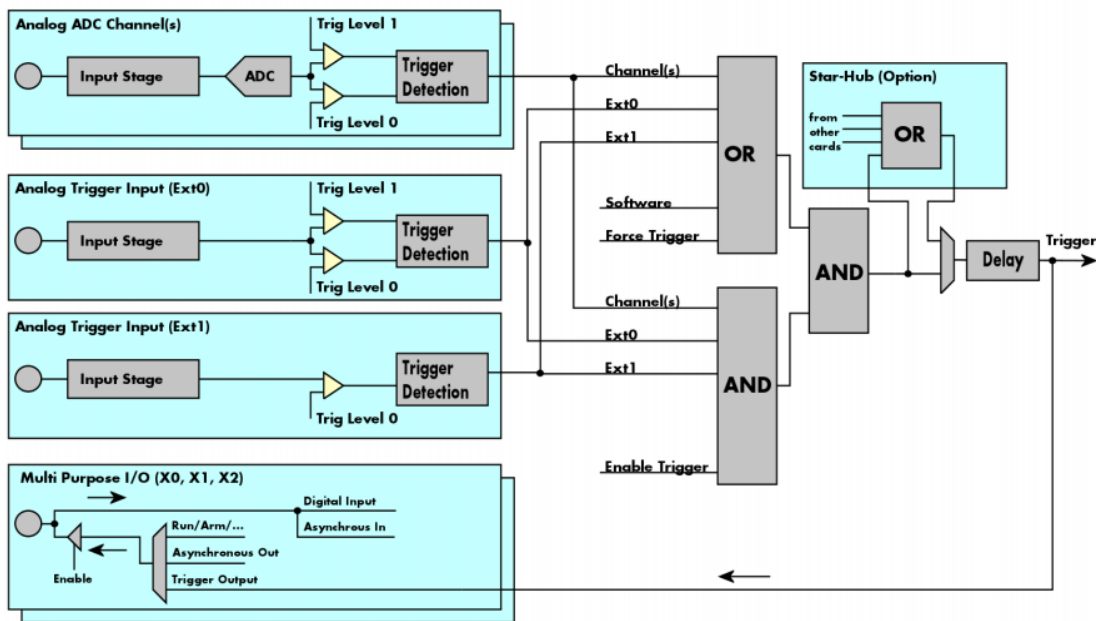 Analog ADC Channel(s)
Trig Level 1
Input Stage
ADC
Trigger
Detection
Trig Level 0
Analog Trigger Input (Ext0)
Trig Level 1
Input Stage
Trigger
Detection
Trig Level 0
Analog Trigger Input (Ext1)
Input Stage
Trigger
Detection
Trig Level 0
Multi Purpose I/O (X0, X1, X2)
Digital Input
Asynchrous In
Run/Arm/...
Asynchronous Out
Enable
Trigger Output
Channel(s)
Ext0
Ext1
OR
Software
Force Trigger
Channel(s)
Ext0
Ext1
AND
Enable Trigger
AND
Star-Hub (Option)
from
other
cards
OR
Delay
Trigger